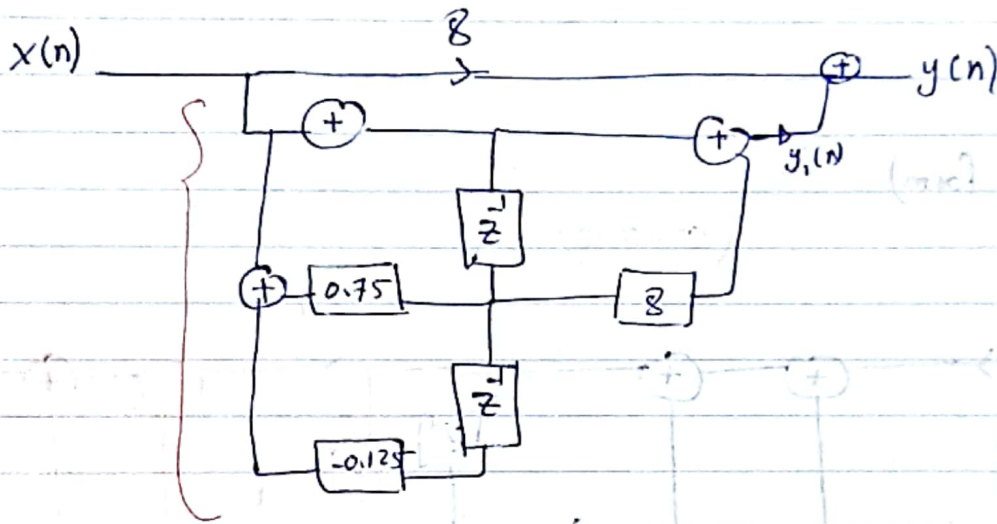 8
x(n) + y(n)
+ + y₁(n)
z⁻¹
+ 0.75 8
z⁻¹
-0.125